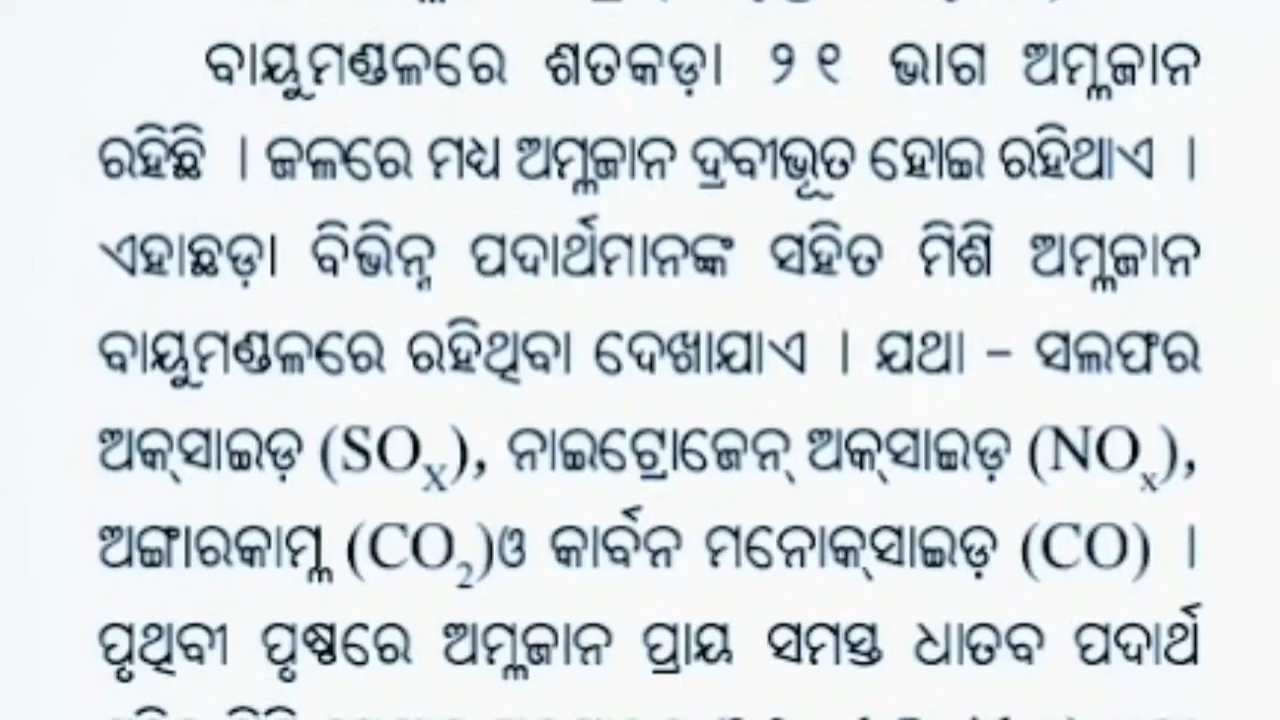 ବାୟୁମଣ୍ଡଳରେ ଶତକଡ଼ା ୨୧ ଭାଗ ଅମ୍ଳଜାନ
ରହିଛି । ଜଳରେ ମଧ୍ୟ ଅମ୍ଳଜାନ ଦ୍ରବୀଭୂତ ହୋଇ ରହିଥାଏ ।
ଏହାଛଡ଼ା ବିଭିନ୍ନ ପଦାର୍ଥମାନଙ୍କ ସହିତ ମିଶି ଅମ୍ଳଜାନ
ବାୟୁମଣ୍ଡଳରେ ରହିଥିବା ଦେଖାଯାଏ । ଯଥା – ସଲଫର
ଅକ୍‌ସାଇଡ଼ (SOₓ), ନାଇଟ୍ରୋଜେନ୍ ଅକ୍‌ସାଇଡ଼ (NOₓ),
ଅଙ୍ଗାରକାମ୍ଳ (CO₂)ଓ କାର୍ବନ ମନୋକ୍‌ସାଇଡ଼ (CO) ।
ପୃଥିବୀ ପୃଷ୍ଠରେ ଅମ୍ଳଜାନ ପ୍ରାୟ ସମସ୍ତ ଧାତବ ପଦାର୍ଥ